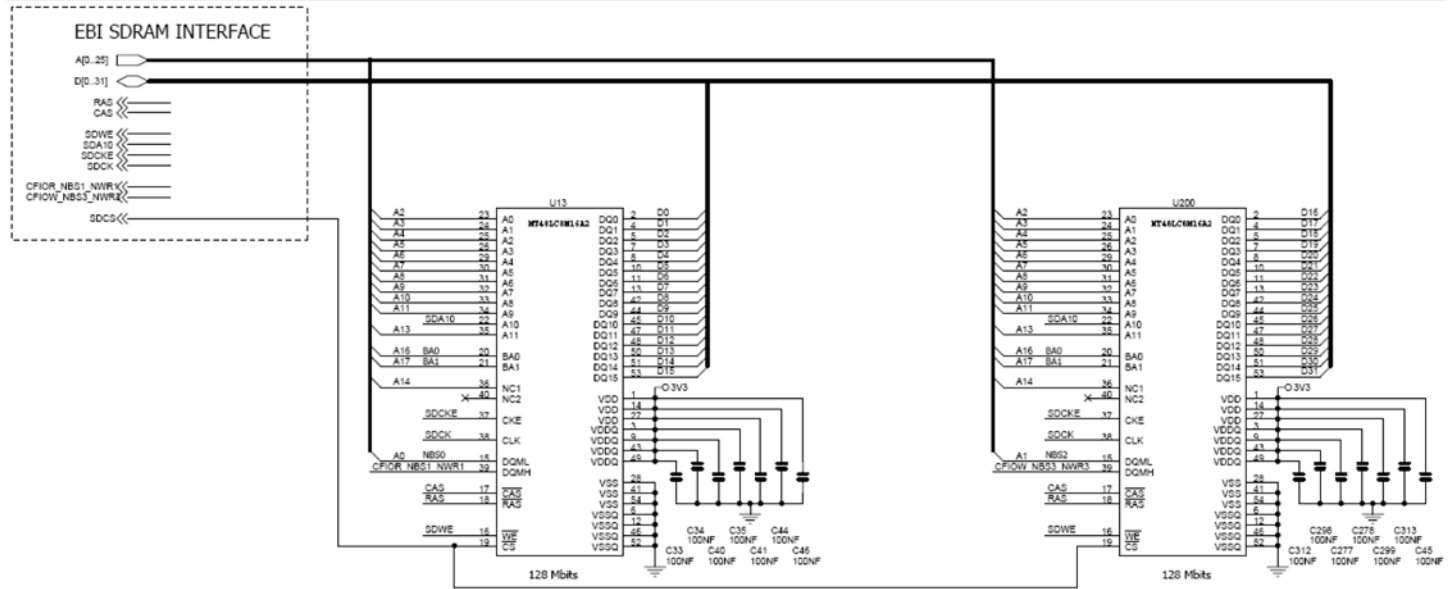 EBI SDRAM INTERFACE
A[0..25]
D[0..31]
RAS
CAS
SDWE
SDA10
SDCKE
SDCK
CFIOR_NBS1_NWR1
SDCS
U13
MT48LC8M16A2
A2 23 A0 DQ0 2 D0
A3 24 A1 DQ1 4 D1
A4 25 A2 DQ2 5 D2
A5 26 A3 DQ3 7 D3
A6 29 A4 DQ4 8 D4
A7 30 A5 DQ5 10 D5
A8 31 A6 DQ6 11 D6
A9 32 A7 DQ7 13 D7
A10 33 A8 DQ8 42 D8
A11 34 A9 DQ9 44 D9
SDA10 22 A10 DQ10 45 D10
A13 35 A11 DQ11 47 D11
DQ12 48 D12
A16 BA0 20 BA0 DQ13 50 D13
A17 BA1 21 BA1 DQ14 51 D14
DQ15 53 D15
A14 36 NC1 3V3
40 NC2 VDD 1
VDD 14
SDCKE 37 CKE VDD 27
VDDQ 3
SDCK 38 CLK VDDQ 9
VDDQ 43
A0 NBS0 15 DQML VDDQ 49
CFIOR_NBS1_NWR1 39 DQMH
VSS 28
CAS 17 CAS VSS 41
RAS 18 RAS VSS 54
VSSQ 6
VSSQ 12
SDWE 16 WE VSSQ 46
19 CS VSSQ 52
C34 C35 C44
100NF 100NF 100NF
C33 C40 C41 C46
100NF 100NF 100NF 100NF
128 Mbits
U200
MT48LC8M16A2
A2 23 A0 DQ0 2 D16
A3 24 A1 DQ1 4 D17
A4 25 A2 DQ2 5 D18
A5 26 A3 DQ3 7 D19
A6 29 A4 DQ4 8 D20
A7 30 A5 DQ5 10 D21
A8 31 A6 DQ6 11 D22
A9 32 A7 DQ7 13 D23
A10 33 A8 DQ8 42 D24
A11 34 A9 DQ9 44 D25
SDA10 22 A10 DQ10 45 D26
A13 35 A11 DQ11 47 D27
DQ12 48 D28
A16 BA0 20 BA0 DQ13 50 D29
A17 BA1 21 BA1 DQ14 51 D30
DQ15 53 D31
A14 36 NC1 3V3
40 NC2 VDD 1
VDD 14
SDCKE 37 CKE VDD 27
VDDQ 3
SDCK 38 CLK VDDQ 9
VDDQ 43
A1 NBS2 15 DQML VDDQ 49
CFIOW_NBS3_NWR3 39 DQMH
VSS 28
CAS 17 CAS VSS 41
RAS 18 RAS VSS 54
VSSQ 6
VSSQ 12
SDWE 16 WE VSSQ 46
19 CS VSSQ 52
C298 C278 C313
100NF 100NF 100NF
C312 C277 C299 C45
100NF 100NF 100NF 100NF
128 Mbits